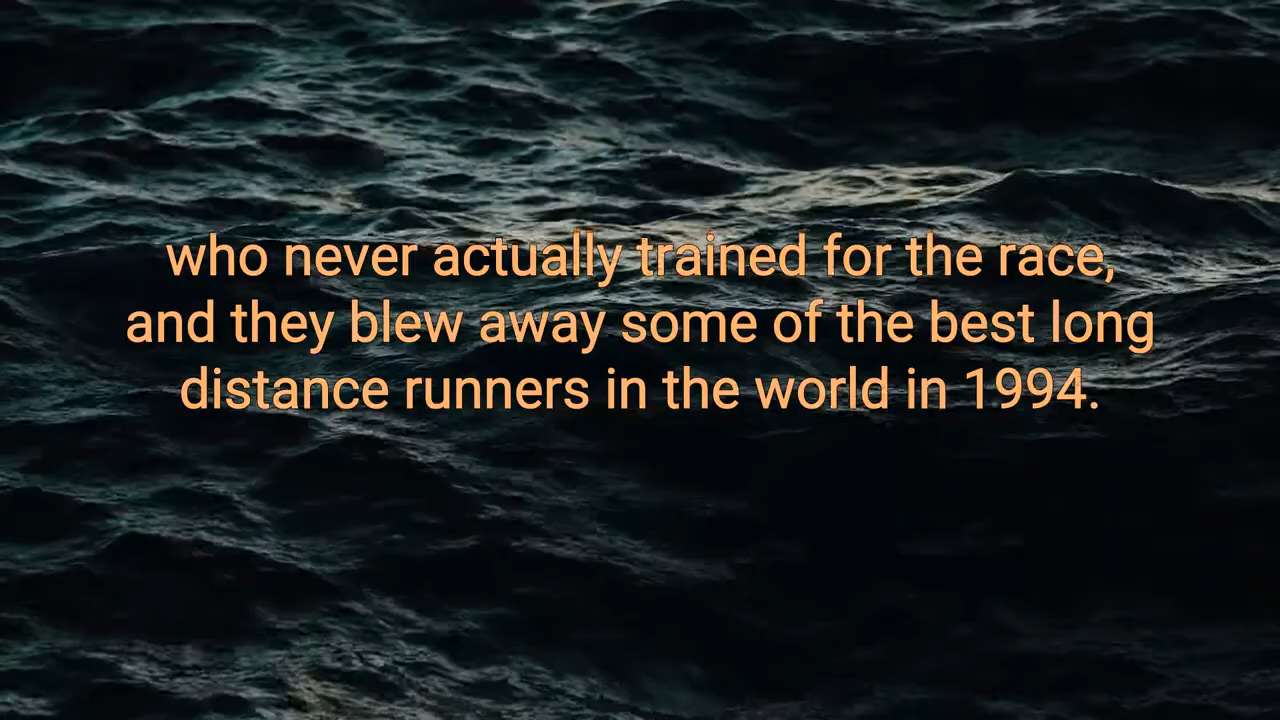 who never actually trained for the race,
and they blew away some of the best long
distance runners in the world in 1994.